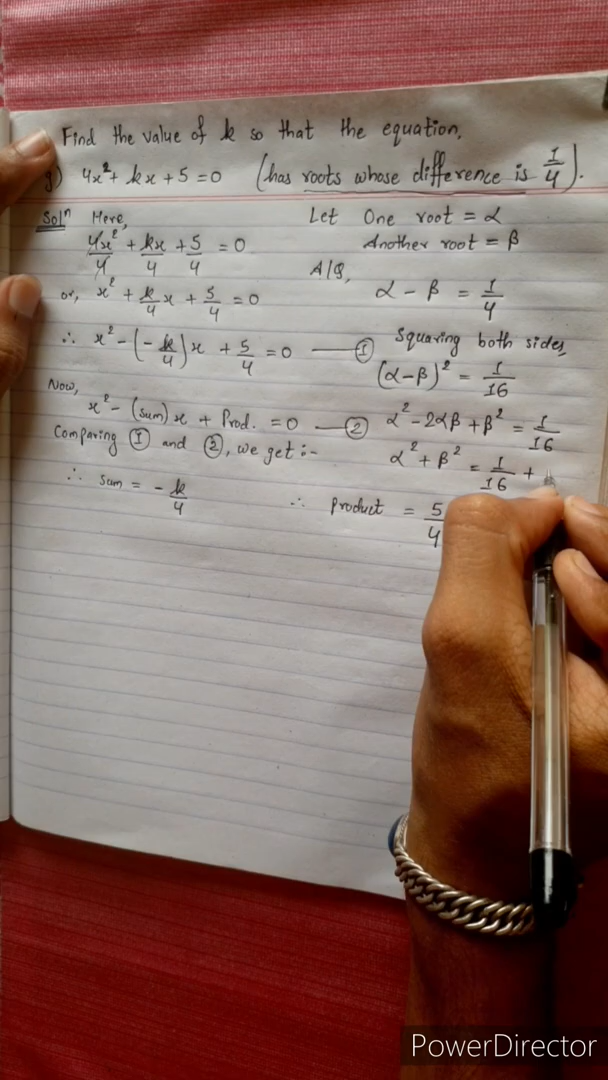 Find the value of k so that the equation,
g) 4x² + kx + 5 = 0 (has roots whose difference is 1/4).
Solⁿ Here,
4x²/4 + kx/4 + 5/4 = 0
or, x² + k/4 x + 5/4 = 0
∴ x² - (-k/4)x + 5/4 = 0 —— ①
Now,
x² - (sum)x + Prod. = 0 —— ②
Comparing ① and ②, we get :-
∴ sum = - k/4
∴ Product = 5/4
Let One root = α
Another root = β
A/Q,
α - β = 1/4
Squaring both sides,
(α-β)² = 1/16
α² - 2αβ + β² = 1/16
α² + β² = 1/16 +
PowerDirector